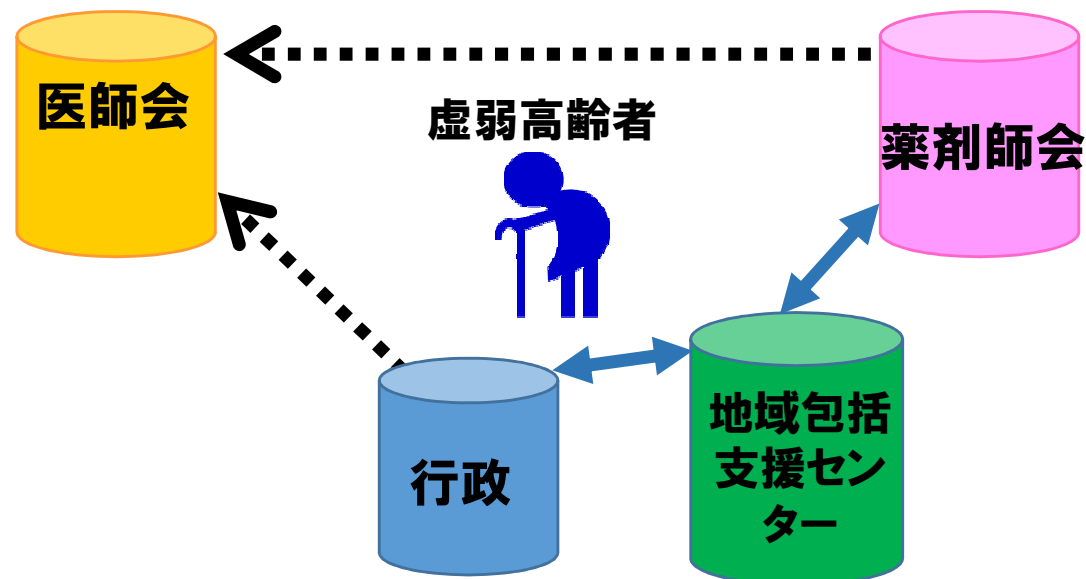 医師会
虚弱高齢者
薬剤師会
行政
地域包括
支援セン
ター